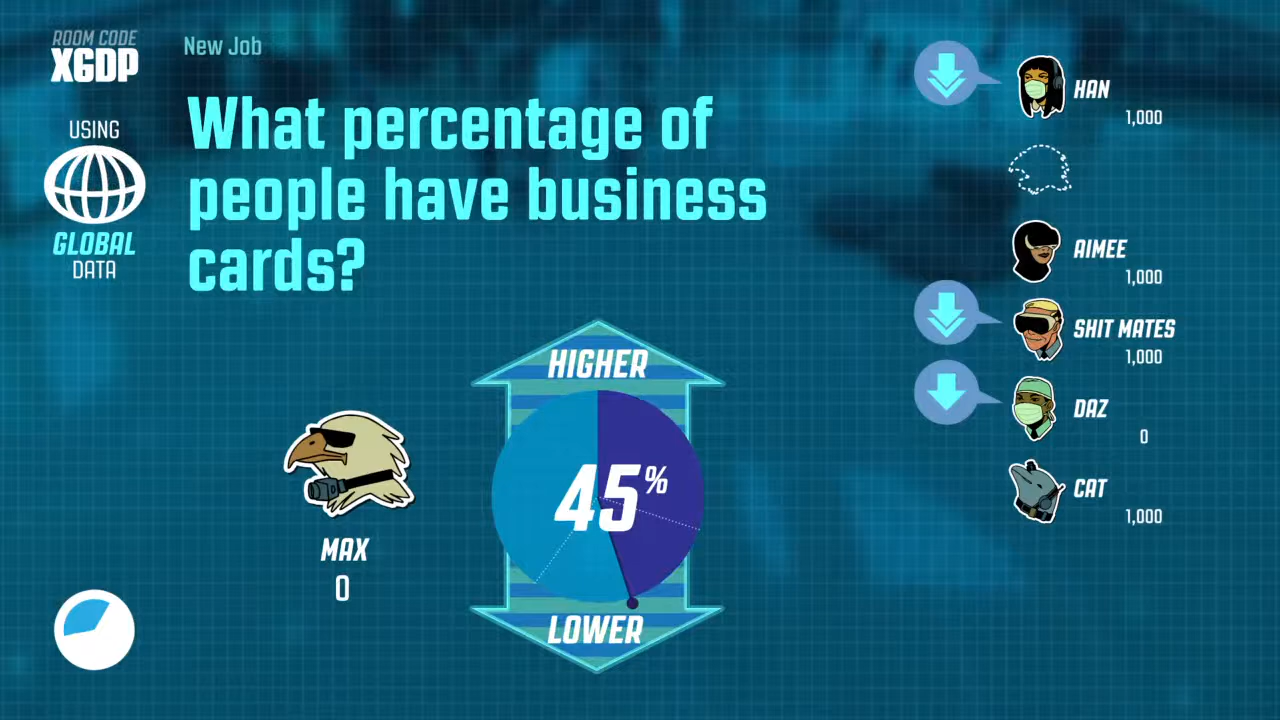 ROOM CODE
X6DP
New Job
USING
GLOBAL
DATA
What percentage of
people have business
cards?
HIGHER
45%
LOWER
MAX
0
HAN
1,000
AIMEE
1,000
SHIT MATES
1,000
DAZ
0
CAT
1,000